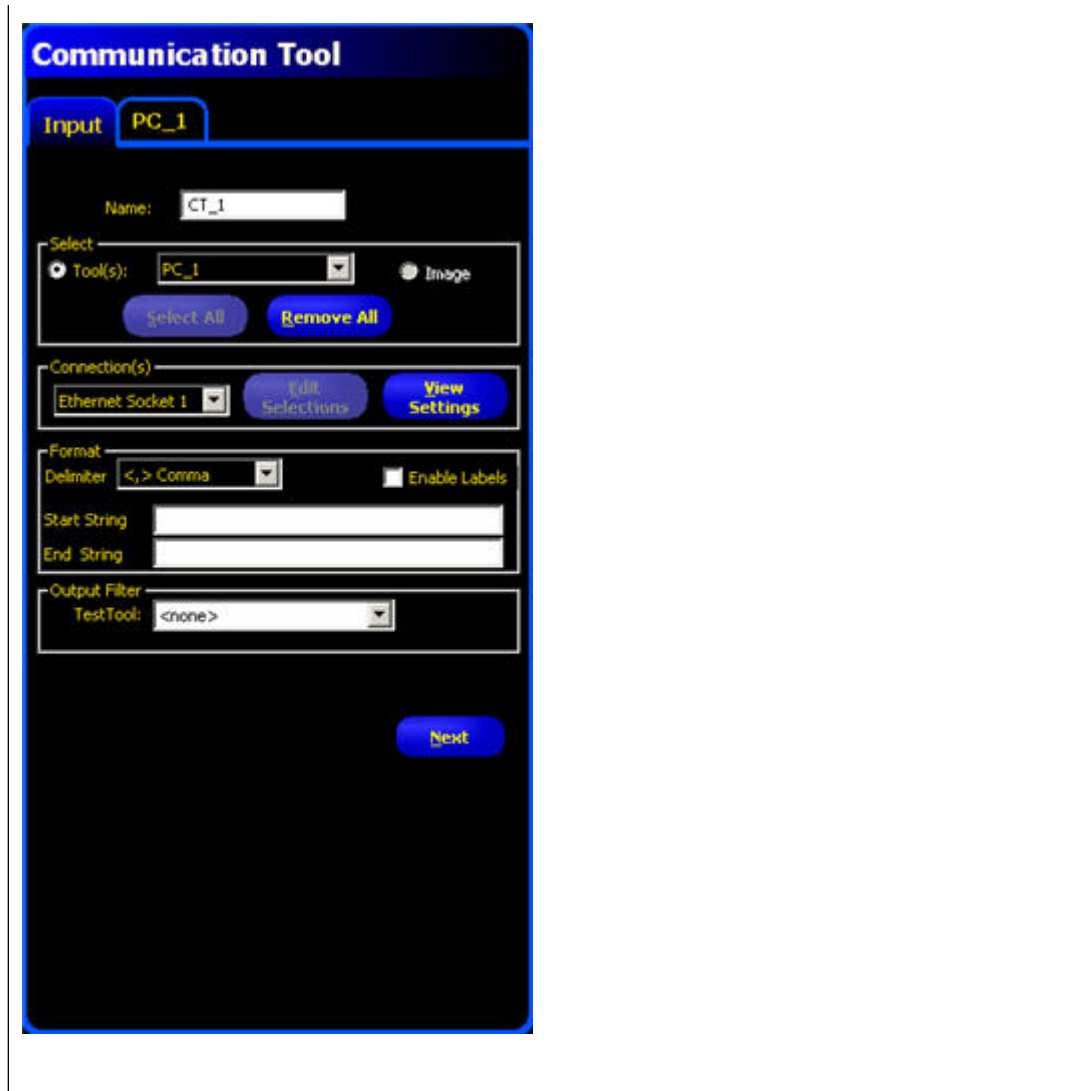 Communication Tool
Input PC_1
Name: CT_1
Select
Tool(s): PC_1 Image
Select All Remove All
Connection(s)
Ethernet Socket 1 Edit Selections View Settings
Format
Delimiter <,> Comma Enable Labels
Start String
End String
Output Filter
TestTool: <none>
Next